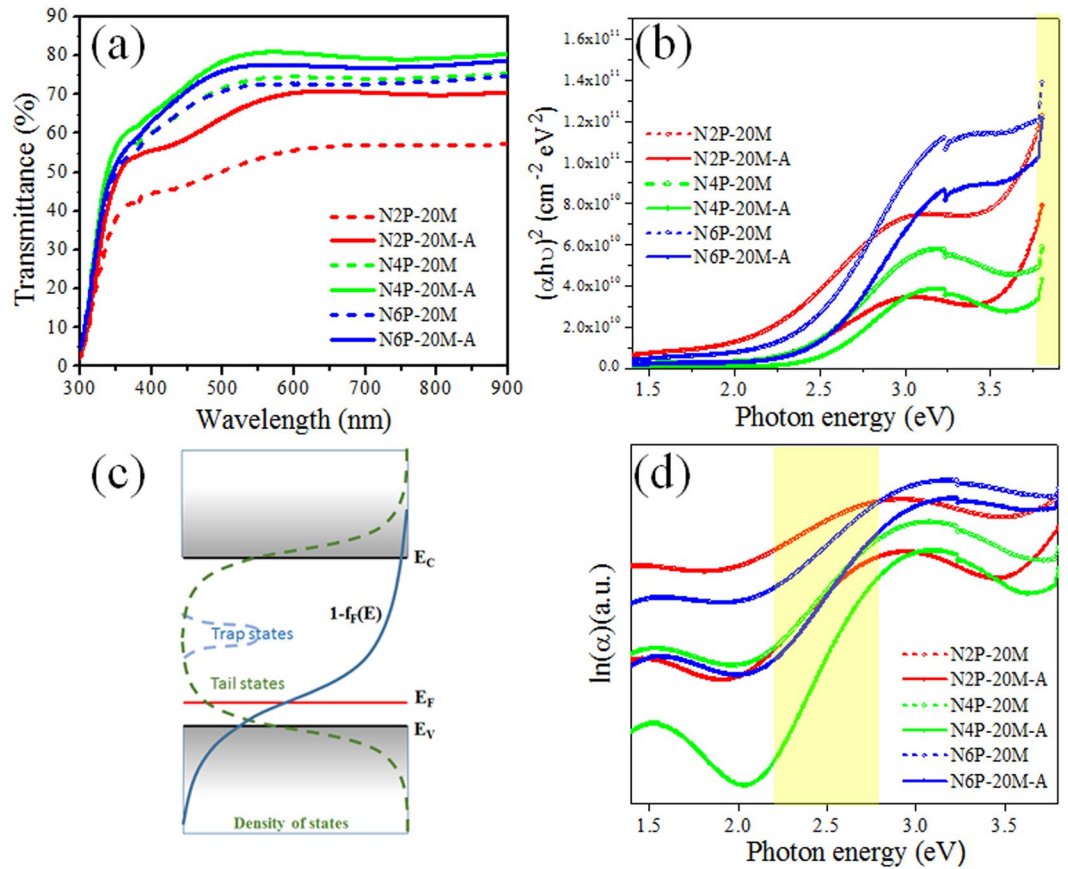 (a)
Transmittance (%)
90
80
70
60
50
40
30
20
10
0
300 400 500 600 700 800 900
Wavelength (nm)
N2P-20M
N2P-20M-A
N4P-20M
N4P-20M-A
N6P-20M
N6P-20M-A
(b)
(αhυ)² (cm⁻² eV²)
1.6x10¹¹
1.4x10¹¹
1.2x10¹¹
1.0x10¹¹
8.0x10¹⁰
6.0x10¹⁰
4.0x10¹⁰
2.0x10¹⁰
0.0
1.5 2.0 2.5 3.0 3.5
Photon energy (eV)
N2P-20M
N2P-20M-A
N4P-20M
N4P-20M-A
N6P-20M
N6P-20M-A
(c)
E_C
1-f_F(E)
Trap states
Tail states
E_F
E_V
Density of states
(d)
ln(α)(a.u.)
1.5 2.0 2.5 3.0 3.5
Photon energy (eV)
N2P-20M
N2P-20M-A
N4P-20M
N4P-20M-A
N6P-20M
N6P-20M-A